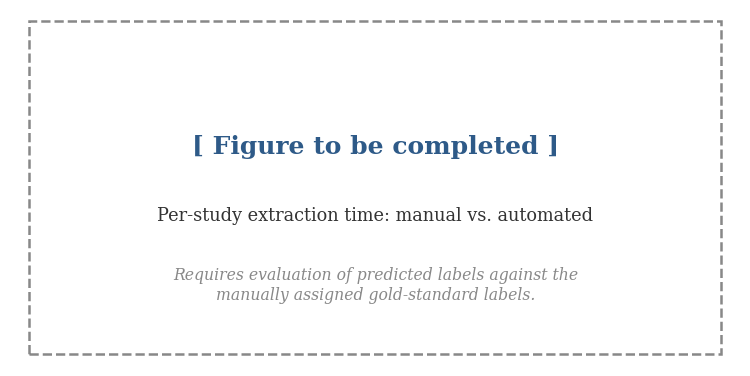 [ Figure to be completed ]
Per-study extraction time: manual vs. automated
Requires evaluation of predicted labels against the
manually assigned gold-standard labels.